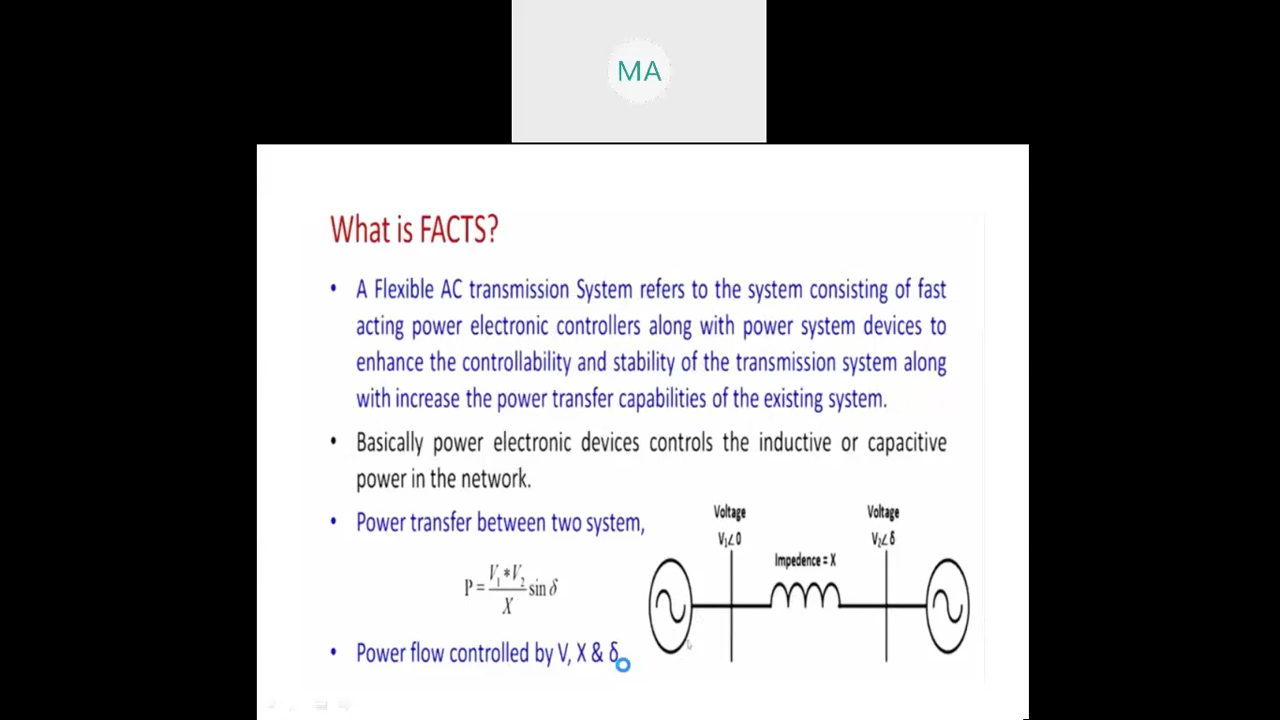 MA
What is FACTS?
• A Flexible AC transmission System refers to the system consisting of fast
acting power electronic controllers along with power system devices to
enhance the controllability and stability of the transmission system along
with increase the power transfer capabilities of the existing system.
• Basically power electronic devices controls the inductive or capacitive
power in the network.
• Power transfer between two system,
Voltage
V₁∠0
Voltage
V₂∠δ
Impedence = X
P = V₁*V₂/X sin δ
• Power flow controlled by V, X & δ